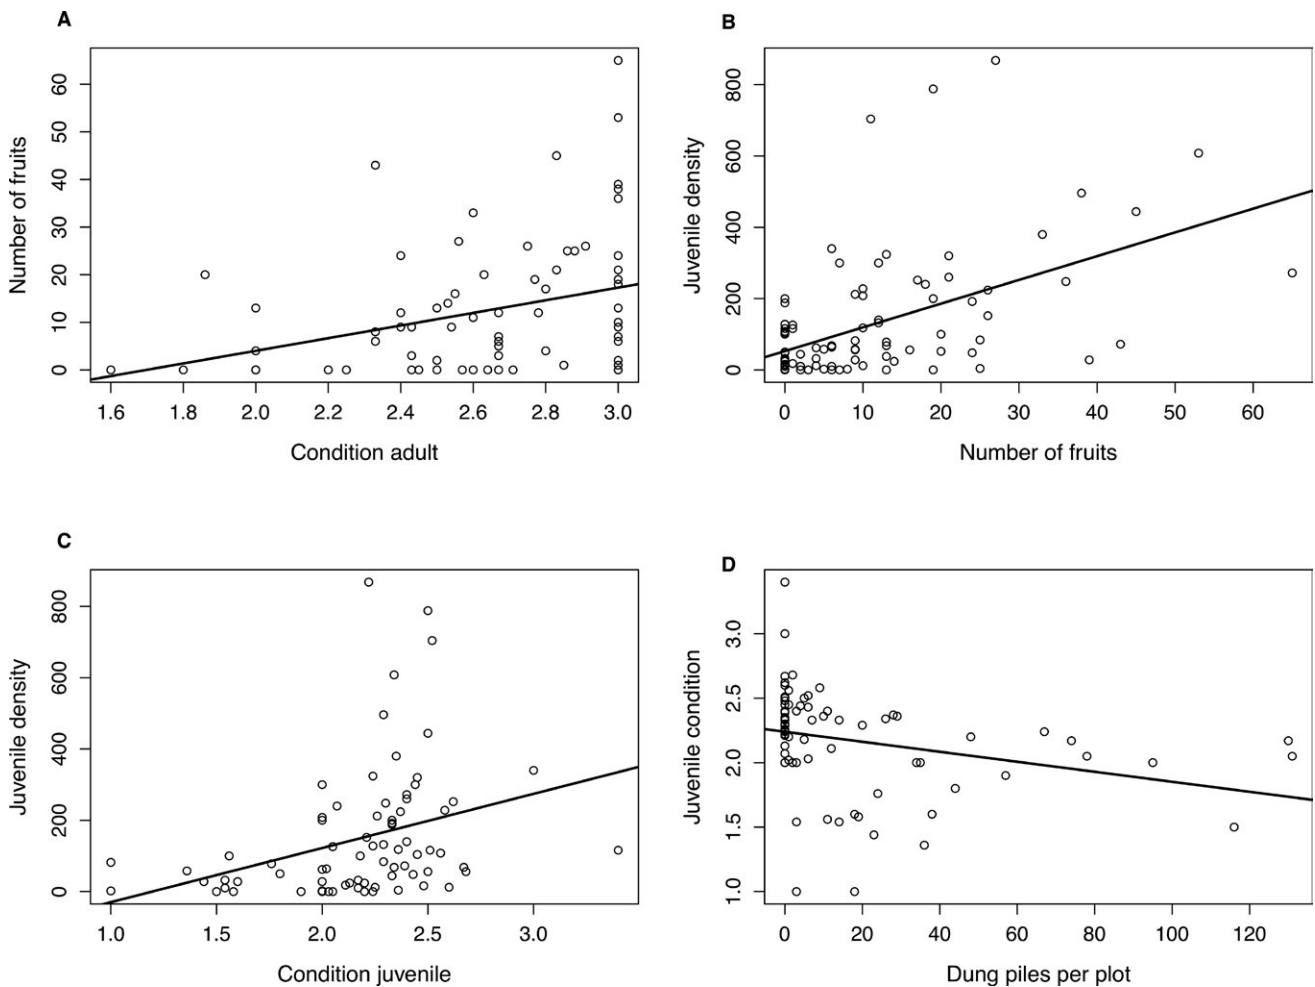 A
Number of fruits
0 10 20 30 40 50 60
1.6 1.8 2.0 2.2 2.4 2.6 2.8 3.0
Condition adult
B
Juvenile density
0 200 400 600 800
0 10 20 30 40 50 60
Number of fruits
C
Juvenile density
0 200 400 600 800
1.0 1.5 2.0 2.5 3.0
Condition juvenile
D
Juvenile condition
1.0 1.5 2.0 2.5 3.0
0 20 40 60 80 100 120
Dung piles per plot